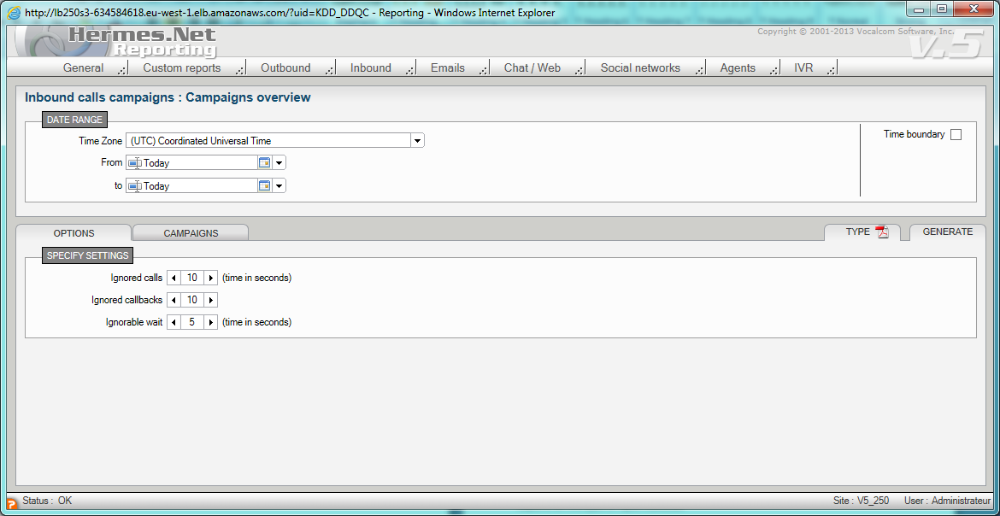 http://lb250s3-634584618.eu-west-1.elb.amazonaws.com/?uid=KDD_DDQC - Reporting - Windows Internet Explorer
Hermes.Net
Reporting
Copyright © 2001-2013 Vocalcom Software, Inc.
v.5
General Custom reports Outbound Inbound Emails Chat / Web Social networks Agents IVR
Inbound calls campaigns : Campaigns overview
DATE RANGE
Time Zone (UTC) Coordinated Universal Time
Time boundary
From Today
to Today
OPTIONS CAMPAIGNS TYPE GENERATE
SPECIFY SETTINGS
Ignored calls 10 (time in seconds)
Ignored callbacks 10
Ignorable wait 5 (time in seconds)
Status : OK Site : V5_250 User : Administrateur